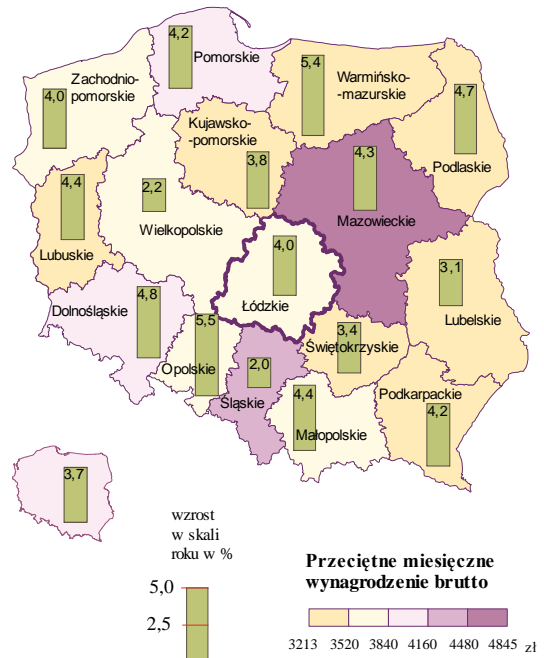 4,2
Pomorskie
Zachodnio-
pomorskie
4,0
5,4
Warmińsko-
-mazurskie
4,7
Podlaskie
Kujawsko-
-pomorskie
3,8
4,3
Mazowieckie
4,4
Lubuskie
2,2
Wielkopolskie
4,0
Łódzkie
3,1
Lubelskie
Dolnośląskie
4,8
5,5
Opolskie
2,0
Śląskie
3,4
Świętokrzyskie
4,4
Małopolskie
Podkarpackie
4,2
3,7
wzrost
w skali
roku w %
5,0
2,5
Przeciętne miesięczne
wynagrodzenie brutto
3213 3520 3840 4160 4480 4845 zł